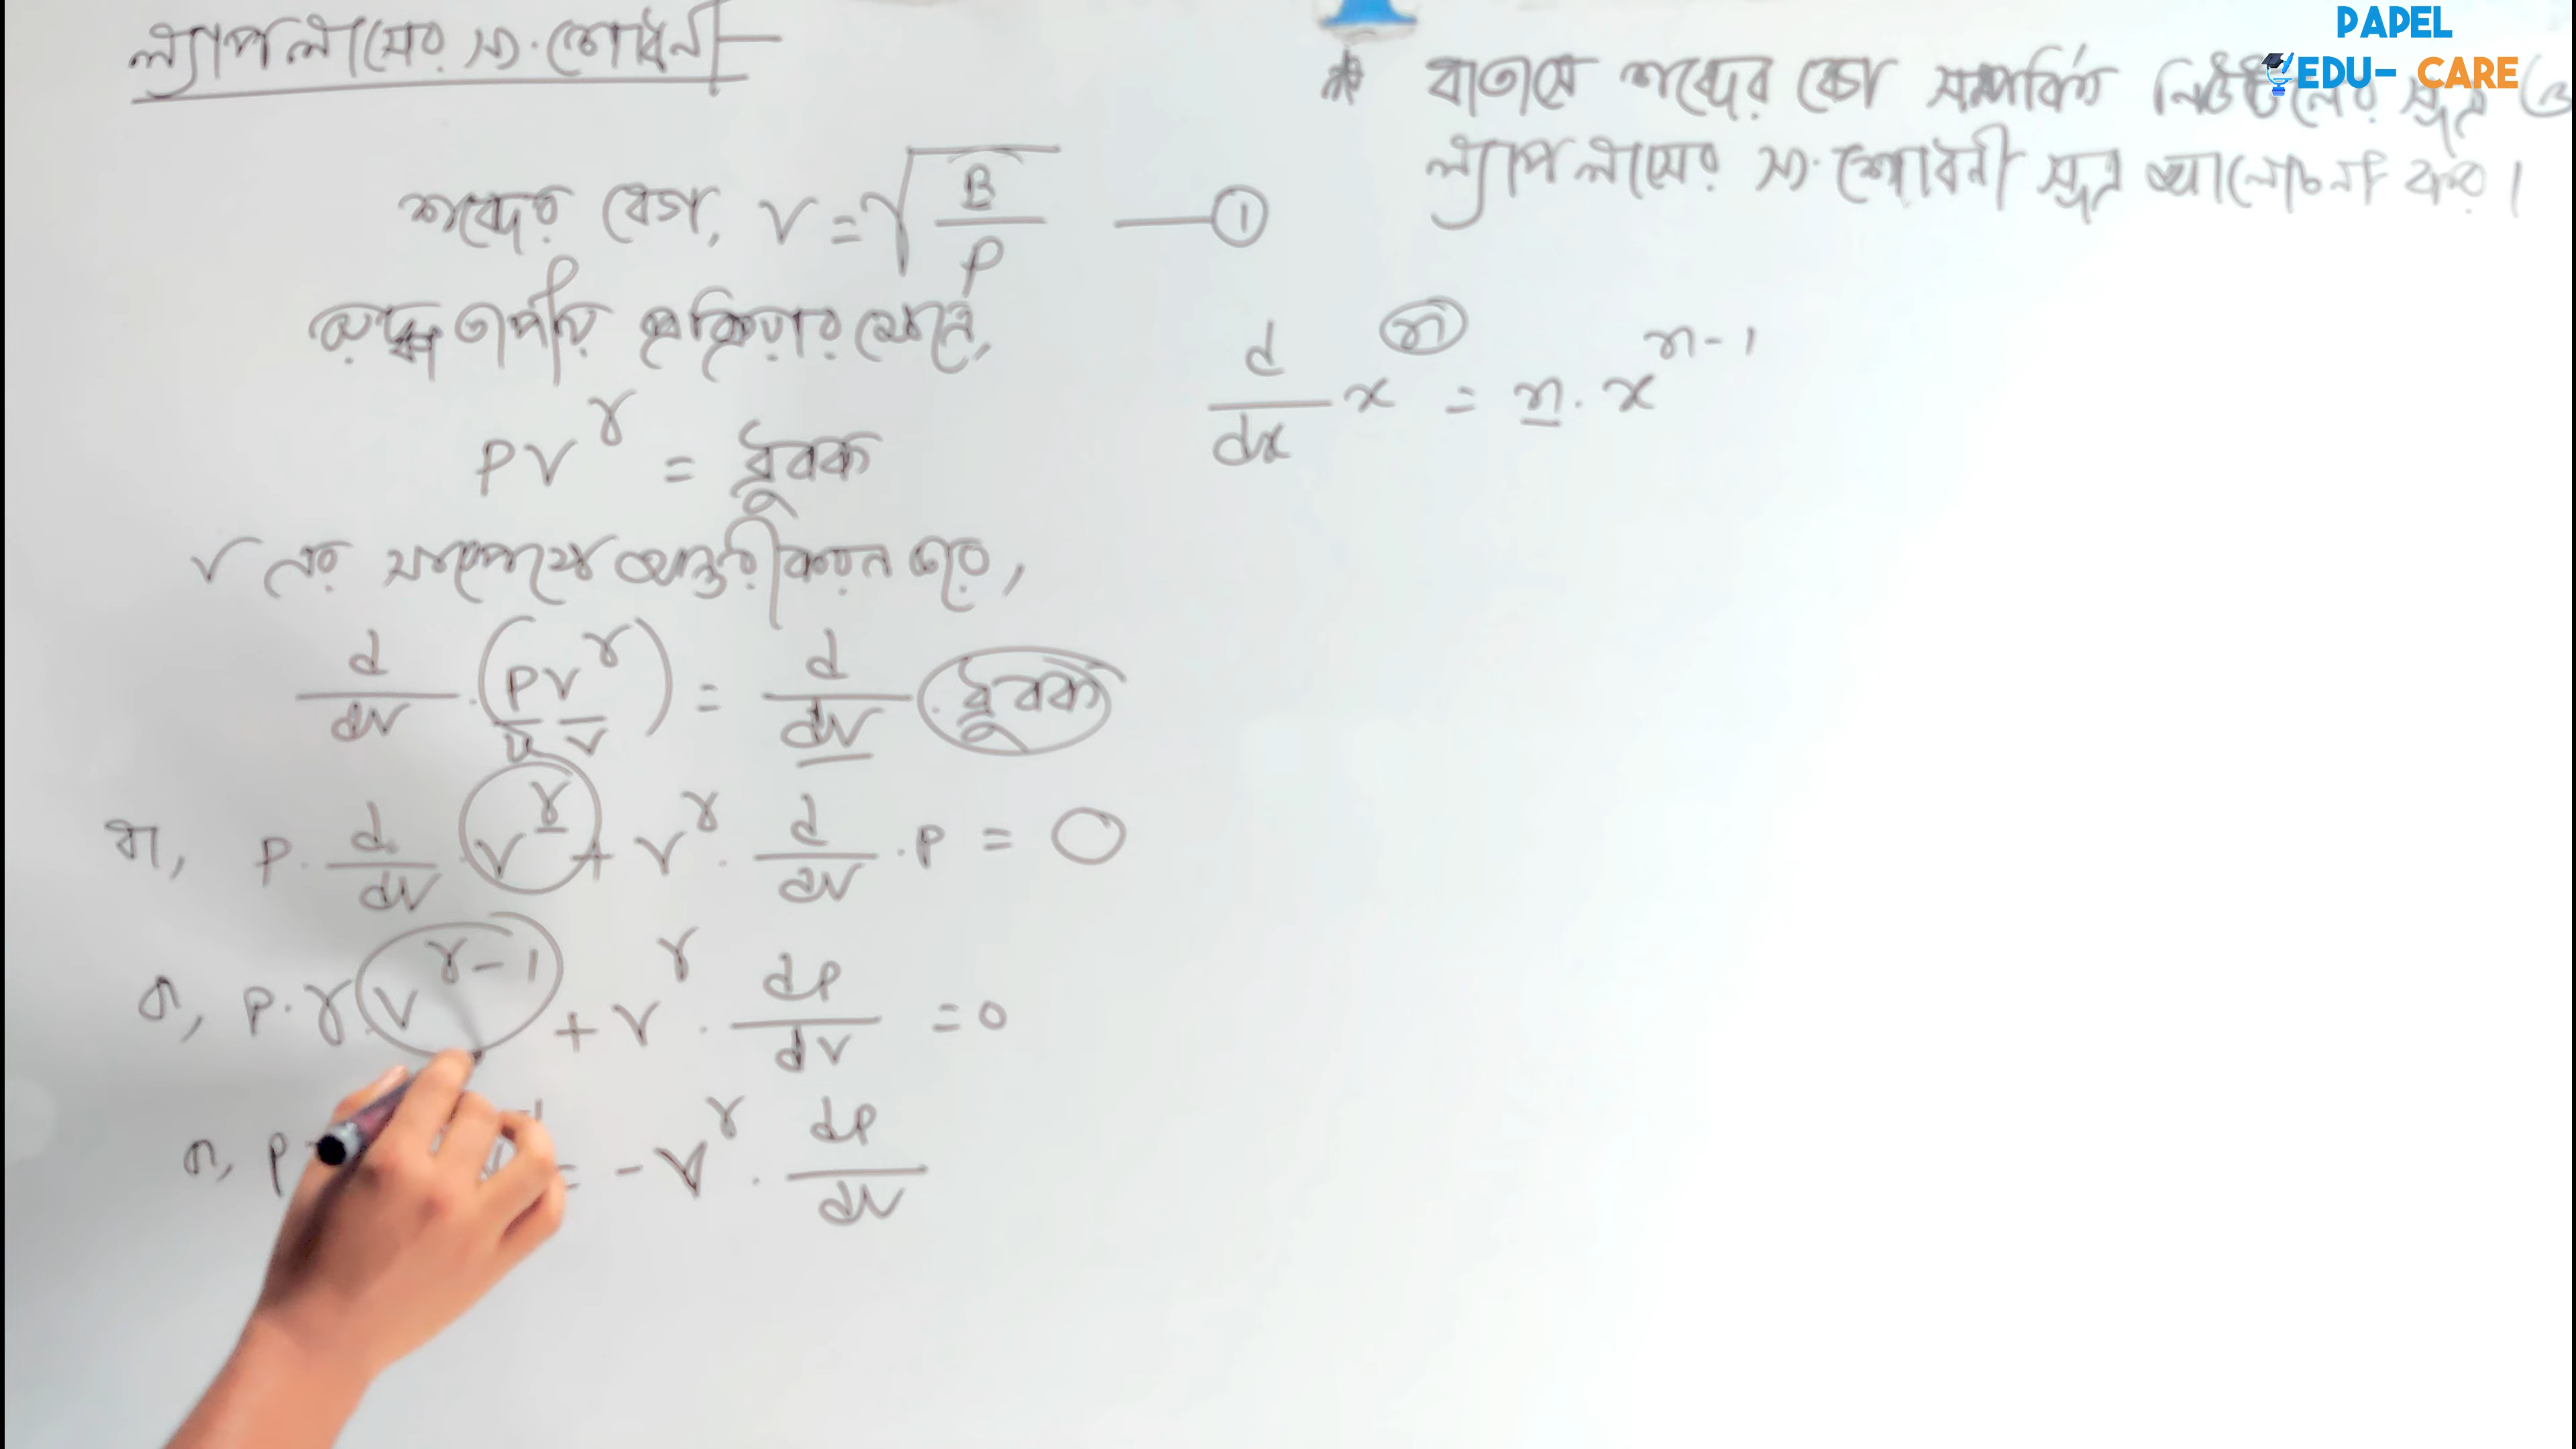 ল্যাপলাসের সংশোধনী—
শব্দের বেগ, v = √(B/ρ) —①
রুদ্ধতাপীয় প্রক্রিয়ার ক্ষেত্রে,
PV^γ = ধ্রুবক
V এর সাপেক্ষে অন্তরীকরন করে,
d/dV · (PV^γ) = d/dV · ধ্রুবক
u v
বা, P · d/dV · V^γ + V^γ · d/dV · P = 0
বা, P · γ · V^(γ-1) + V^γ · dP/dV = 0
বা, P = -V^γ · dP/dV
* বাতাসে শব্দের বেগ সম্পর্কিত নিউটনের সূত্র ও
ল্যাপলাসের সংশোধনী সূত্র আলোচনা কর।
d/dx x^n = n · x^(n-1)
PAPEL
EDU- CARE